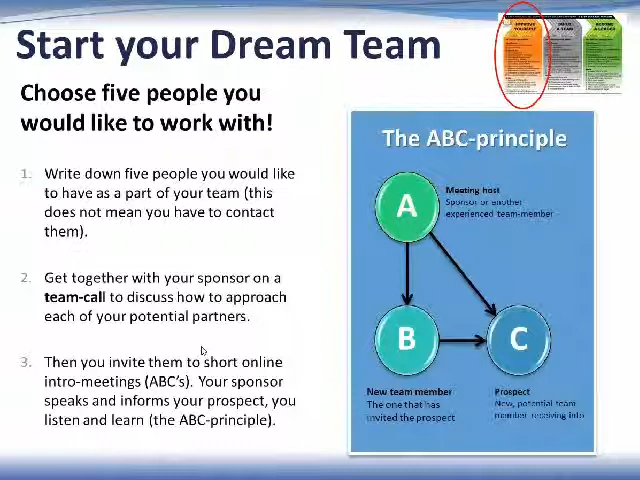 Start your Dream Team
Choose five people you
would like to work with!
1. Write down five people you would like
to have as a part of your team (this
does not mean you have to contact
them).
2. Get together with your sponsor on a
team-call to discuss how to approach
each of your potential partners.
3. Then you invite them to short online
intro-meetings (ABC's). Your sponsor
speaks and informs your prospect, you
listen and learn (the ABC-principle).
The ABC-principle
A
Meeting host
Sponsor or another
experienced team-member
B
C
New team member
The one that has
invited the prospect
Prospect
New, potential team
member receiving info